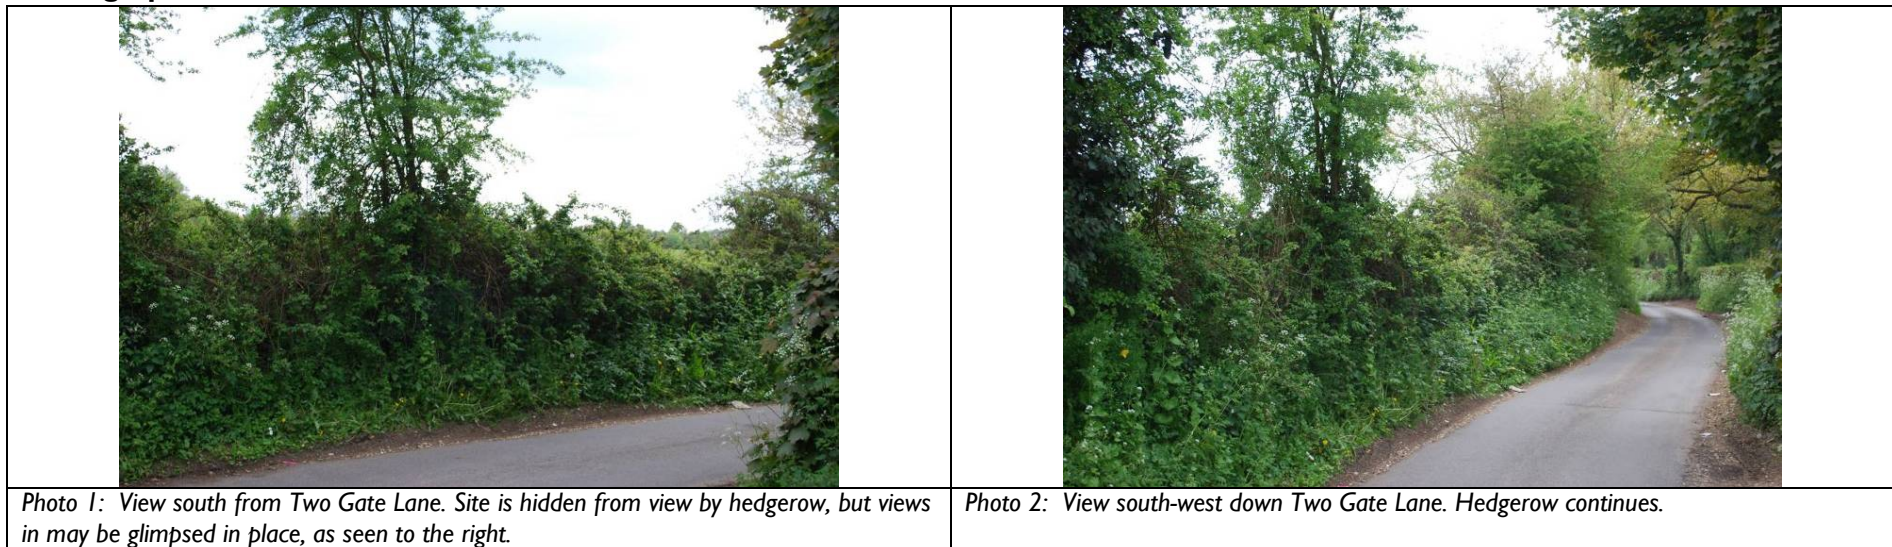 Photo 1: View south from Two Gate Lane. Site is hidden from view by hedgerow, but views
in may be glimpsed in place, as seen to the right.
Photo 2: View south-west down Two Gate Lane. Hedgerow continues.